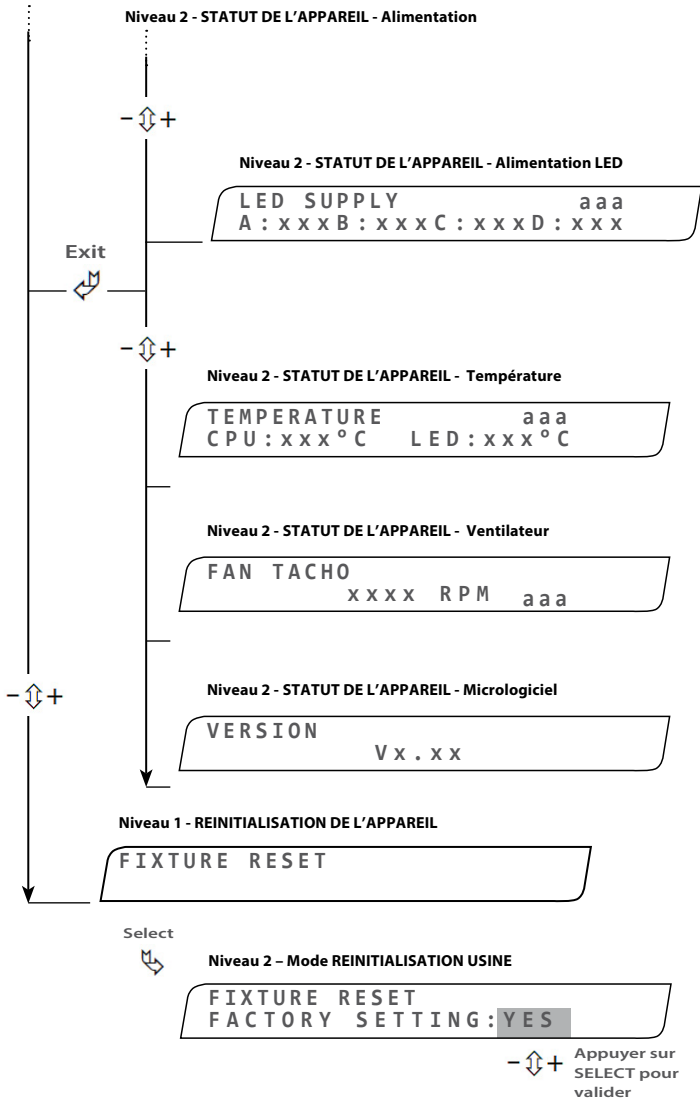 Niveau 2 - STATUT DE L’APPAREIL - Alimentation
- +
Niveau 2 - STATUT DE L’APPAREIL - Alimentation LED
LED SUPPLY aaa
A:xxxB:xxxC:xxxD:xxx
Exit
- +
Niveau 2 - STATUT DE L’APPAREIL - Température
TEMPERATURE aaa
CPU:xxx°C LED:xxx°C
Niveau 2 - STATUT DE L’APPAREIL - Ventilateur
FAN TACHO
xxxx RPM aaa
- +
Niveau 2 - STATUT DE L’APPAREIL - Micrologiciel
VERSION
Vx.xx
Niveau 1 - REINITIALISATION DE L’APPAREIL
FIXTURE RESET
Select
Niveau 2 – Mode REINITIALISATION USINE
FIXTURE RESET
FACTORY SETTING:YES
- +
Appuyer sur
SELECT pour
valider